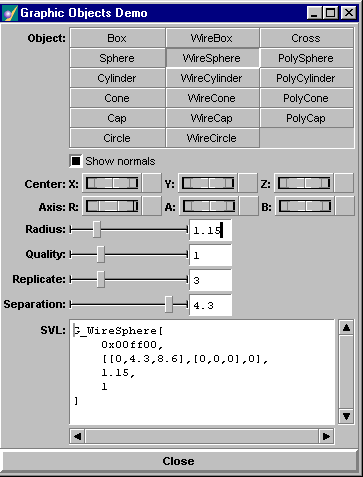 Graphic Objects Demo
Object: Box WireBox Cross
Sphere WireSphere PolySphere
Cylinder WireCylinder PolyCylinder
Cone WireCone PolyCone
Cap WireCap PolyCap
Circle WireCircle
Show normals
Center: X: Y: Z:
Axis: R: A: B:
Radius: 1.15
Quality: 1
Replicate: 3
Separation: 4.3
SVL: G_WireSphere[
0x00ff00,
[[0,4.3,8.6],[0,0,0],0],
1.15,
1
]
Close